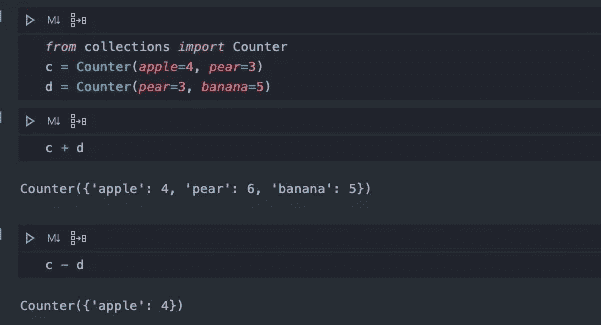 M↓
from collections import Counter
c = Counter(apple=4, pear=3)
d = Counter(pear=3, banana=5)
M↓
c + d
Counter({'apple': 4, 'pear': 6, 'banana': 5})
M↓
c - d
Counter({'apple': 4})